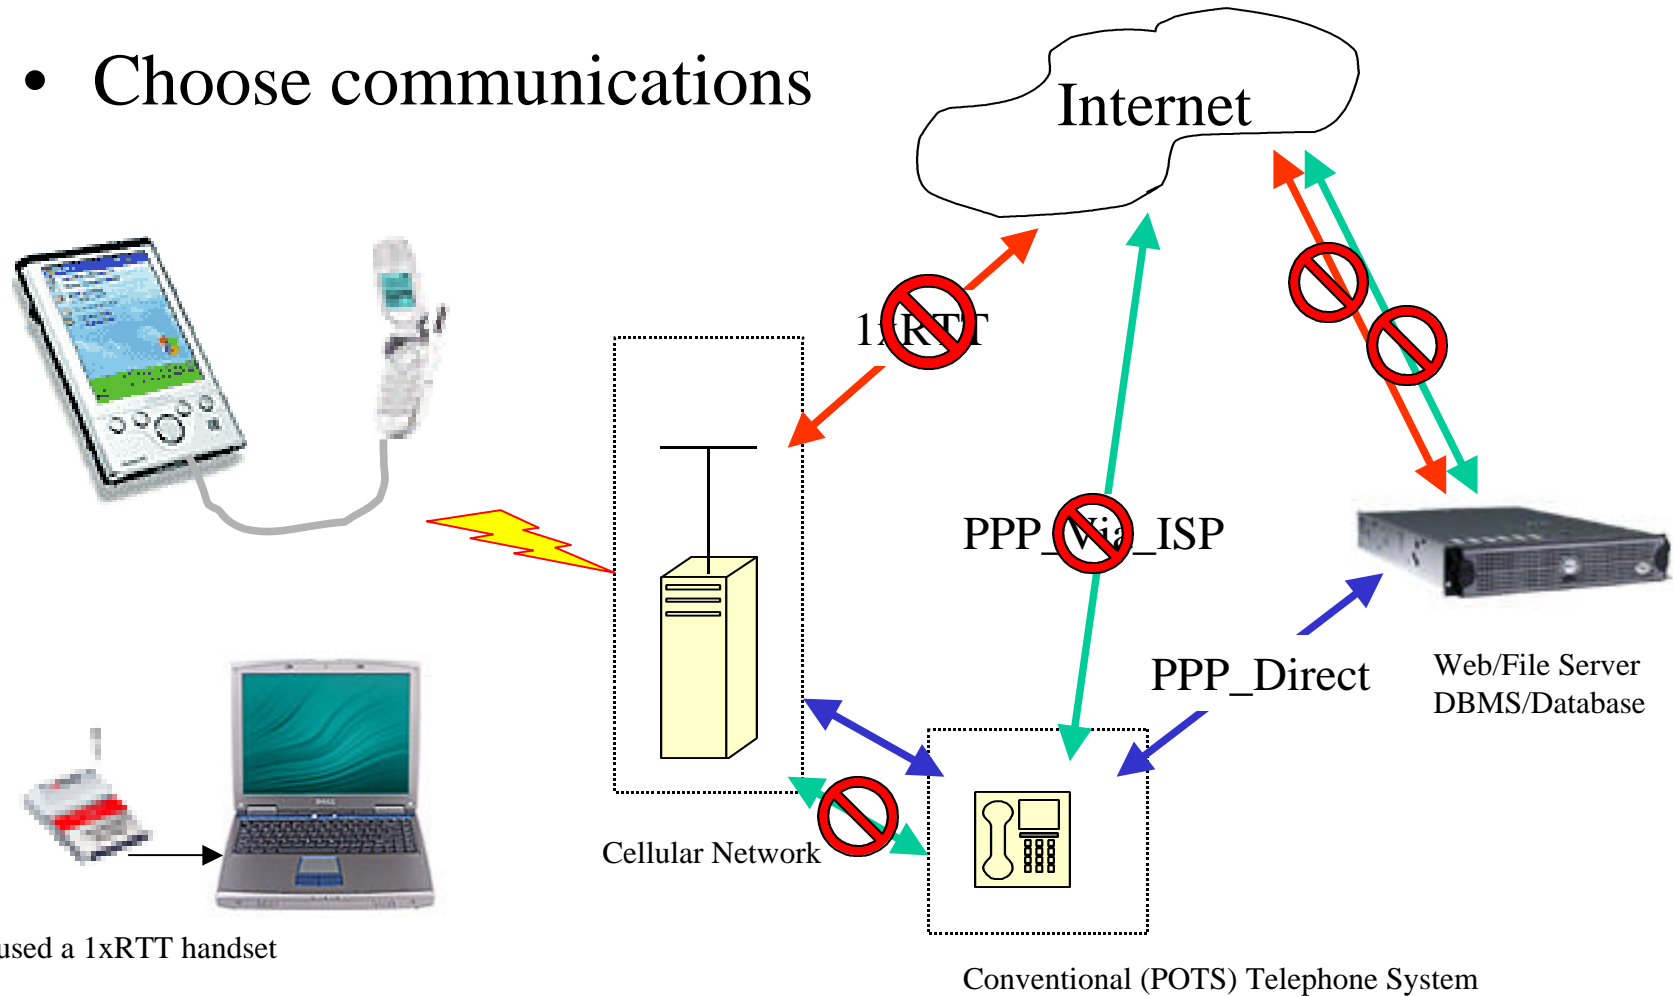 • Choose communications
Internet
1xRTT
PPP_Via_ISP
PPP_Direct
Web/File Server
DBMS/Database
Cellular Network
used a 1xRTT handset
Conventional (POTS) Telephone System